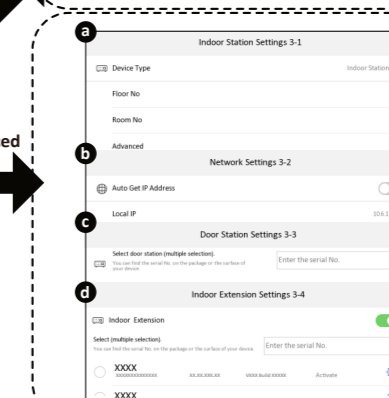 a
Indoor Station Settings 3-1
Device Type Indoor Station
Floor No
Room No
Advanced
b
Network Settings 3-2
Auto Get IP Address
Local IP
c
Door Station Settings 3-3
Select door station (multiple selection).
You can find the serial No. on the package or the surface of
your device.
Enter the serial No.
d
Indoor Extension Settings 3-4
Indoor Extension
Select (multiple selection).
You can find the serial No. on the package or the surface of your device.
Enter the serial No.
XXXX
Activate
XXXX